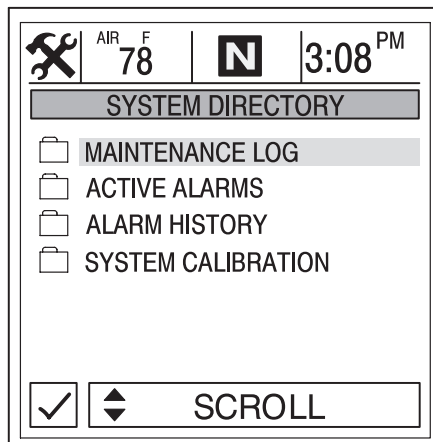 AIR F
78 N 3:08 PM
SYSTEM DIRECTORY
MAINTENANCE LOG
ACTIVE ALARMS
ALARM HISTORY
SYSTEM CALIBRATION
SCROLL